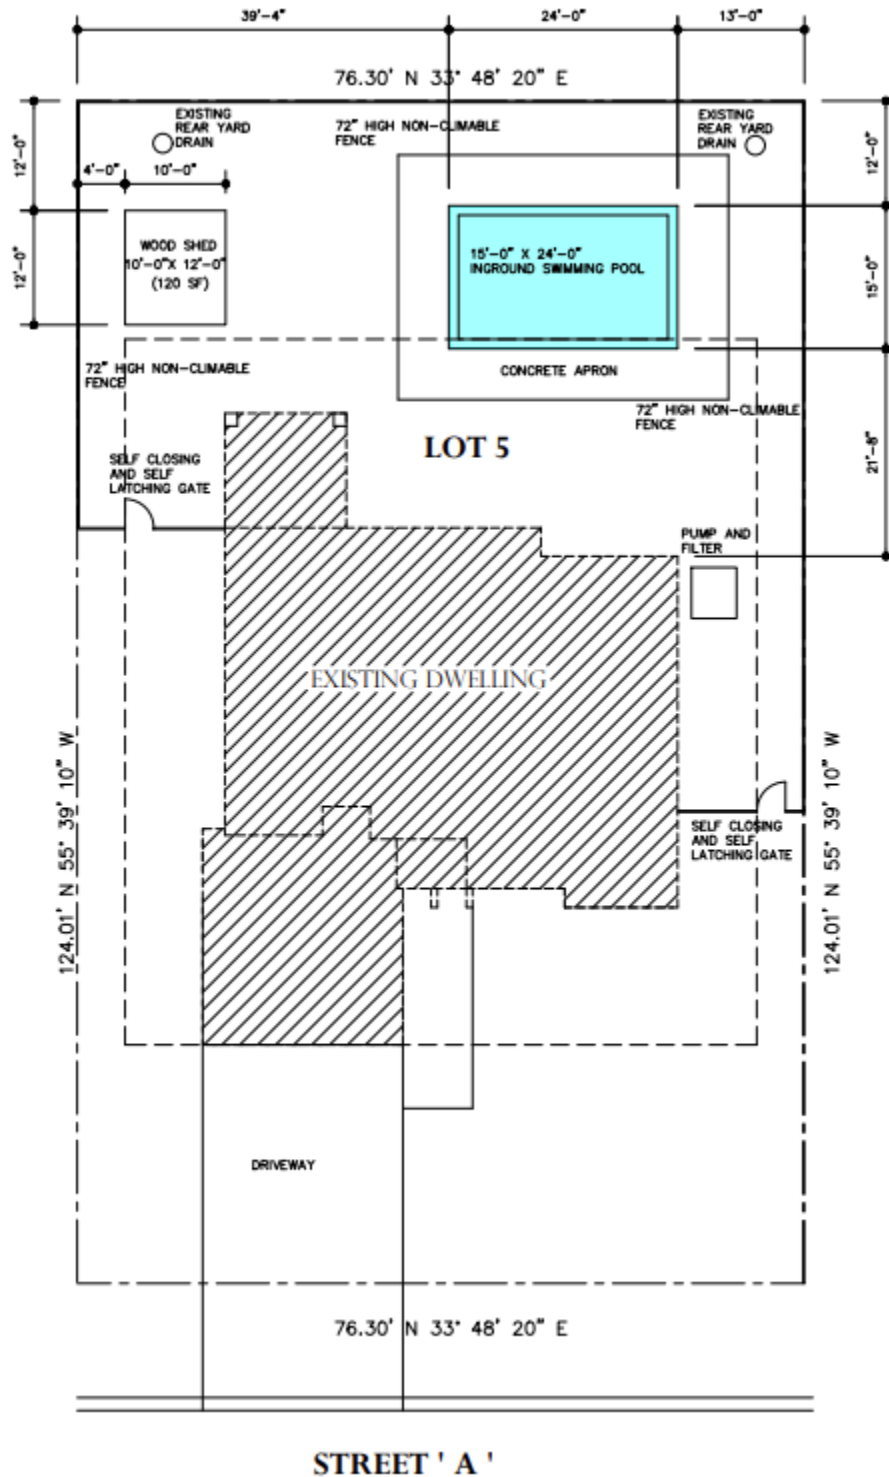 39'-4"
24'-0"
13'-0"
76.30' N 33° 48' 20" E
EXISTING
REAR YARD
DRAIN
72" HIGH NON-CLIMABLE
FENCE
EXISTING
REAR YARD
DRAIN
12'-0"
12'-0"
4'-0"
10'-0"
WOOD SHED
10'-0"X 12'-0"
(120 SF)
12'-0"
15'-0" X 24'-0"
INGROUND SWIMMING POOL
15'-0"
72" HIGH NON-CLIMABLE
FENCE
CONCRETE APRON
72" HIGH NON-CLIMABLE
FENCE
LOT 5
21'-8"
SELF CLOSING
AND SELF
LATCHING GATE
PUMP AND
FILTER
EXISTING DWELLING
124.01' N 55° 39' 10" W
124.01' N 55° 39' 10" W
SELF CLOSING
AND SELF
LATCHING GATE
DRIVEWAY
76.30' N 33° 48' 20" E
STREET ' A '